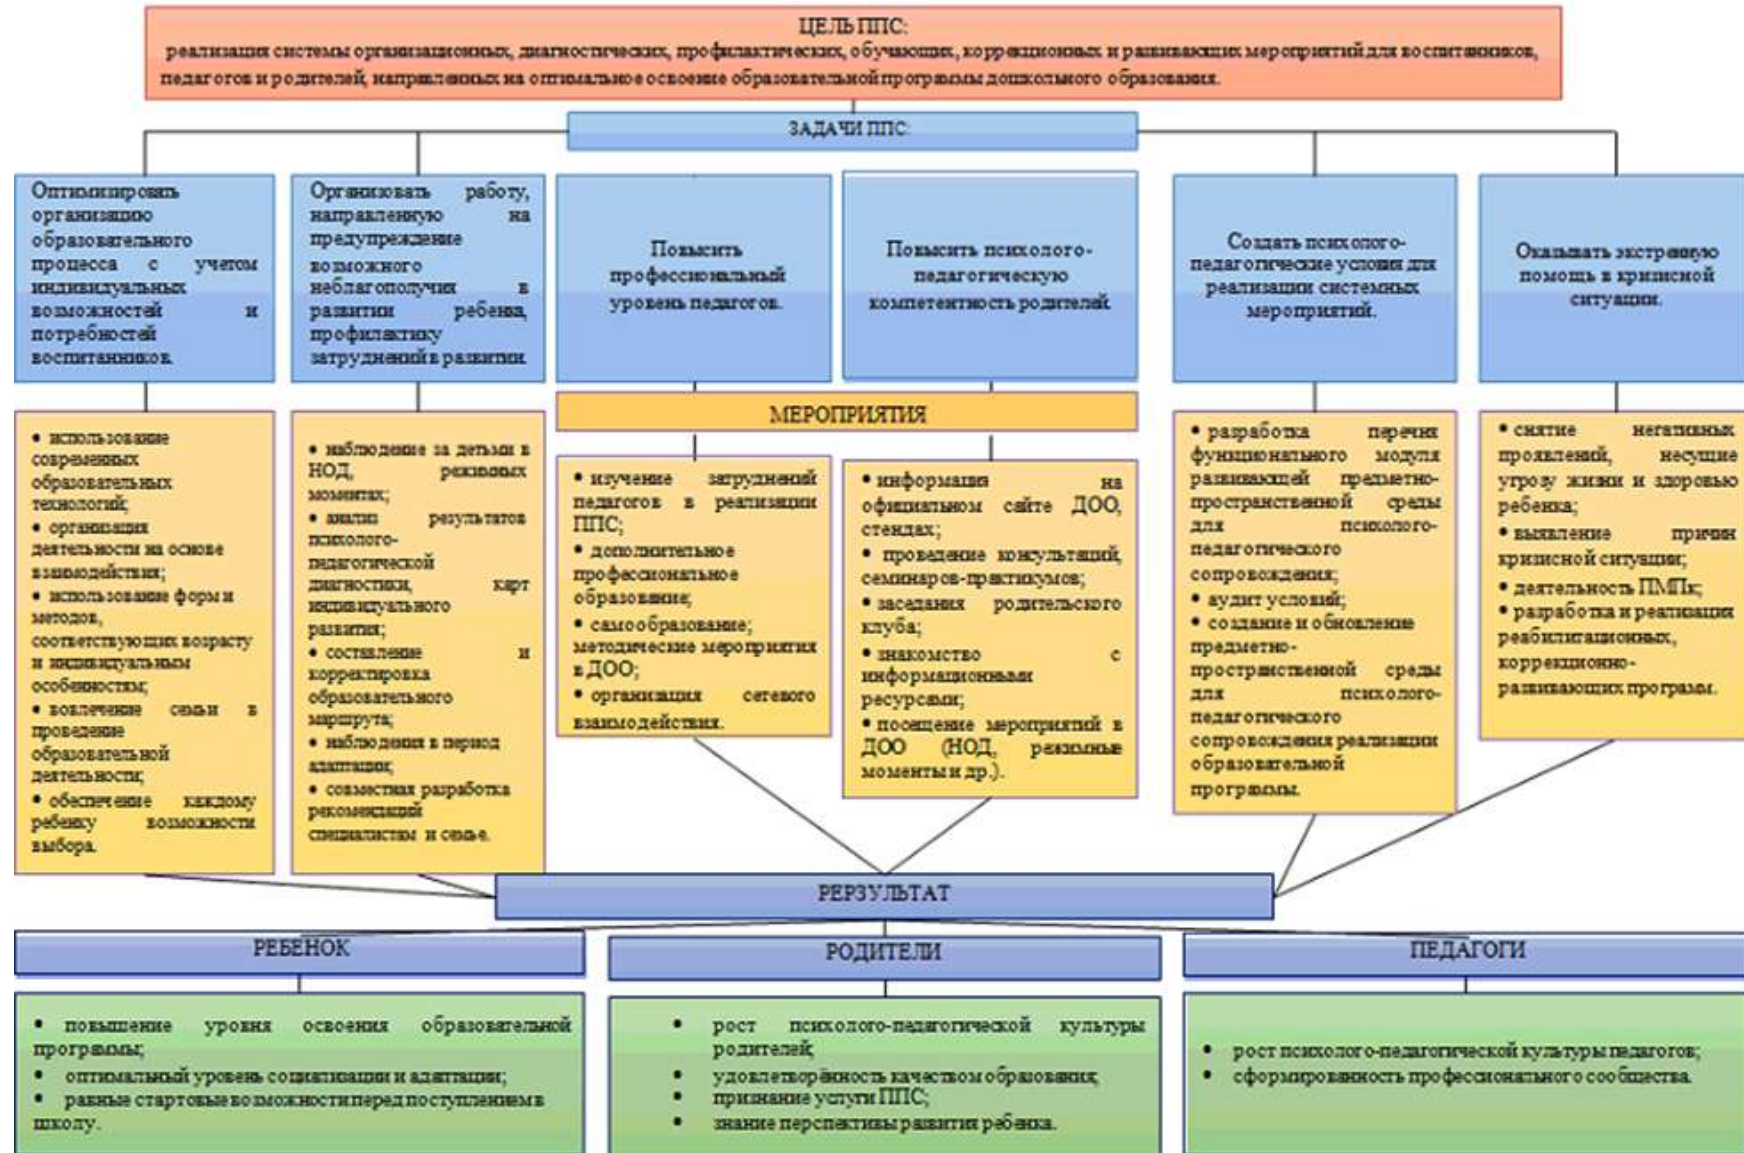 ЦЕЛЬ ППС:
реализация системы организационных, диагностических, профилактических, обучающих, коррекционных и развивающих мероприятий для воспитанников,
педагогов и родителей, направленных на оптимальное освоение образовательной программы дошкольного образования.
ЗАДАЧИ ППС:
Оптимизировать
организацию
образовательного
процесса с учетом
индивидуальных
возможностей и
потребностей
воспитанников.
Организовать работу,
направленную на
предупреждение
возможного
неблагополучия в
развитии ребенка,
профилактику
затруднений в развитии.
Повысить
профессиональный
уровень педагогов.
Повысить психолого-
педагогическую
компетентность родителей.
Создать психолого-
педагогические условия для
реализации системных
мероприятий.
Оказывать экстренную
помощь в кризисной
ситуации.
МЕРОПРИЯТИЯ
• использование
современных
образовательных
технологий;
• организация
деятельности на основе
взаимодействия;
• использование форм и
методов,
соответствующих возрасту
и индивидуальным
особенностям;
• вовлечение семьи в
проведение
образовательной
деятельности;
• обеспечение каждому
ребенку возможности
выбора.
• наблюдение за детьми в
НОД, режимных
моментах;
• анализ результатов
психолого-
педагогической
диагностики, карт
индивидуального
развития;
• составление и
корректировка
образовательного
маршрута;
• наблюдения в период
адаптации;
• совместная разработка
рекомендаций
специалистам и семье.
• изучение затруднений
педагогов в реализации
ППС;
• дополнительное
профессиональное
образование;
• самообразование;
методические мероприятия
в ДОО;
• организация сетевого
взаимодействия.
• информация на
официальном сайте ДОО,
стендах;
• проведение консультаций,
семинаров-практикумов;
• заседания родительского
клуба;
• знакомство с
информационными
ресурсами;
• посещение мероприятий в
ДОО (НОД, режимные
моменты и др.).
• разработка перечня
функционального модуля
развивающей предметно-
пространственной среды
для психолого-
педагогического
сопровождения;
• аудит условий;
• создание и обновление
предметно-
пространственной среды
для психолого-
педагогического
сопровождения реализации
образовательной
программы.
• снятие негативных
проявлений, несущие
угрозу жизни и здоровью
ребенка;
• выявление причин
кризисной ситуации;
• деятельность ПМПк;
• разработка и реализация
реабилитационных,
коррекционно-
развивающих программ.
РЕРЗУЛЬТАТ
РЕБЕНОК
РОДИТЕЛИ
ПЕДАГОГИ
• повышение уровня освоения образовательной
программы;
• оптимальный уровень социализации и адаптации;
• равные стартовые возможности перед поступлением в
школу.
• рост психолого-педагогической культуры
родителей;
• удовлетворённость качеством образования;
• признание услуги ППС;
• знание перспективы развития ребенка.
• рост психолого-педагогической культуры педагогов;
• сформированность профессионального сообщества.